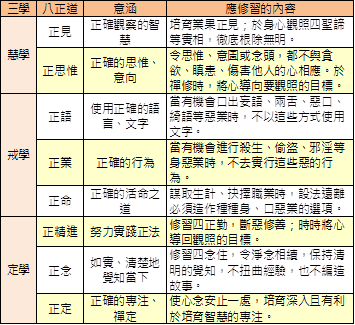 三學 八正道 意涵 應修習的內容
慧學
正見
正確觀察的智
慧
培育業果正見；於身心觀照四聖諦
等實相，徹底根除無明。
正思惟
正確的思惟、
意向
令思惟、意圖或念頭，都不與貪
欲、瞋恚、傷害他人的心相應。於
禪修時，將心導向要觀照的目標。
戒學
正語
使用正確的語
言、文字
當有機會口出妄語、兩舌、惡口、
綺語等惡業時，不以這些方式使用
文字。
正業
正確的行為
當有機會進行殺生、偷盜、邪淫等
身惡業時，不去實行這些惡的行
為。
正命
正確的活命之
道
謀取生計、抉擇職業時，設法遠離
必須造作種種身、口惡業的選項。
定學
正精進
努力實踐正法
修習四正勤，斷惡修善；時時將心
導回觀照的目標。
正念
如實、清楚地
覺知當下
修習四念住，令淨念相續，保持清
明的覺知，不扭曲經驗，也不編造
故事。
正定
正確的專注、
禪定
使心念安止一處，培育深入且有利
於培育智慧的專注。